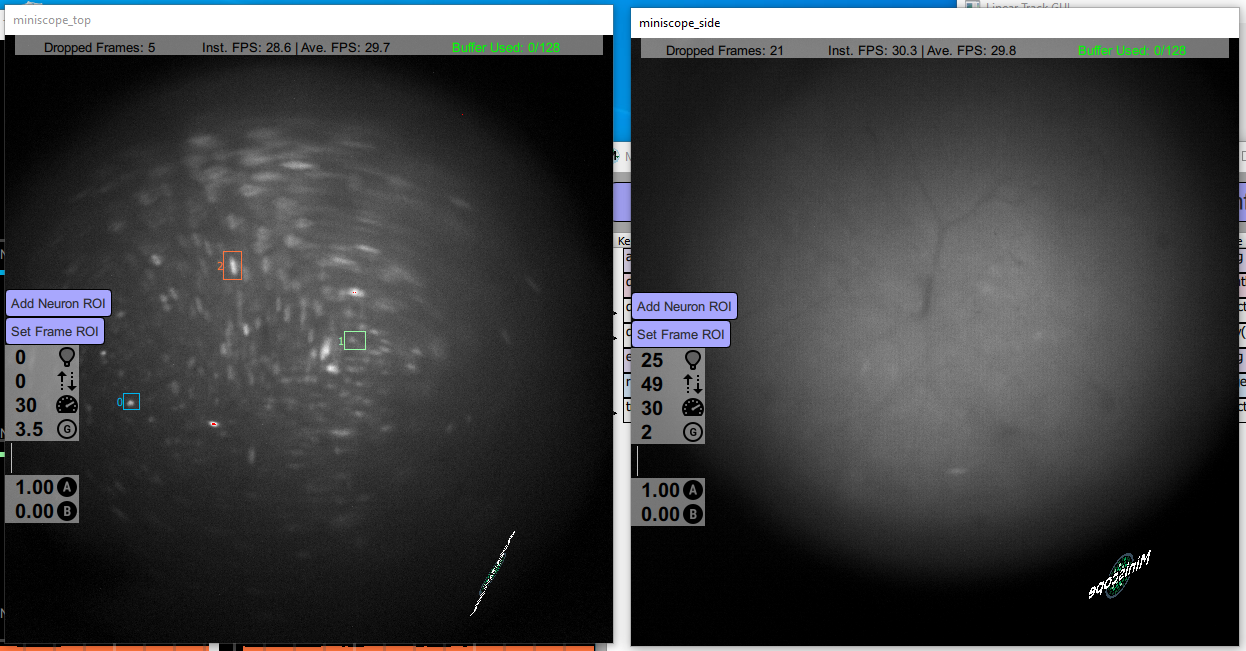 miniscope_top
Dropped Frames: 5
Inst. FPS: 28.6 | Ave. FPS: 29.7
Buffer Used: 0/128
2
1
0
Add Neuron ROI
Set Frame ROI
0
0
30
3.5
G
1.00 A
0.00 B
miniscope_side
Linear Track GUI
Dropped Frames: 21
Inst. FPS: 30.3 | Ave. FPS: 29.8
Buffer Used: 0/128
Ke
Add Neuron ROI
Set Frame ROI
25
49
30
2
G
1.00 A
0.00 B
Miniscope